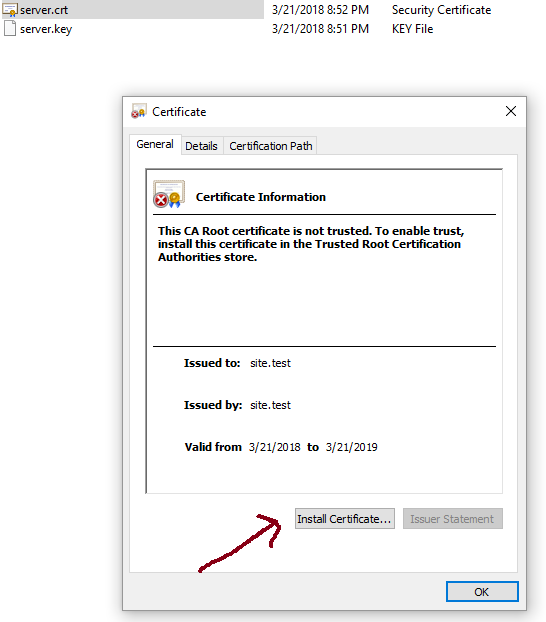 server.crt 3/21/2018 8:52 PM Security Certificate
server.key 3/21/2018 8:51 PM KEY File
Certificate
General Details Certification Path
Certificate Information
This CA Root certificate is not trusted. To enable trust,
install this certificate in the Trusted Root Certification
Authorities store.
Issued to: site.test
Issued by: site.test
Valid from 3/21/2018 to 3/21/2019
Install Certificate... Issuer Statement
OK